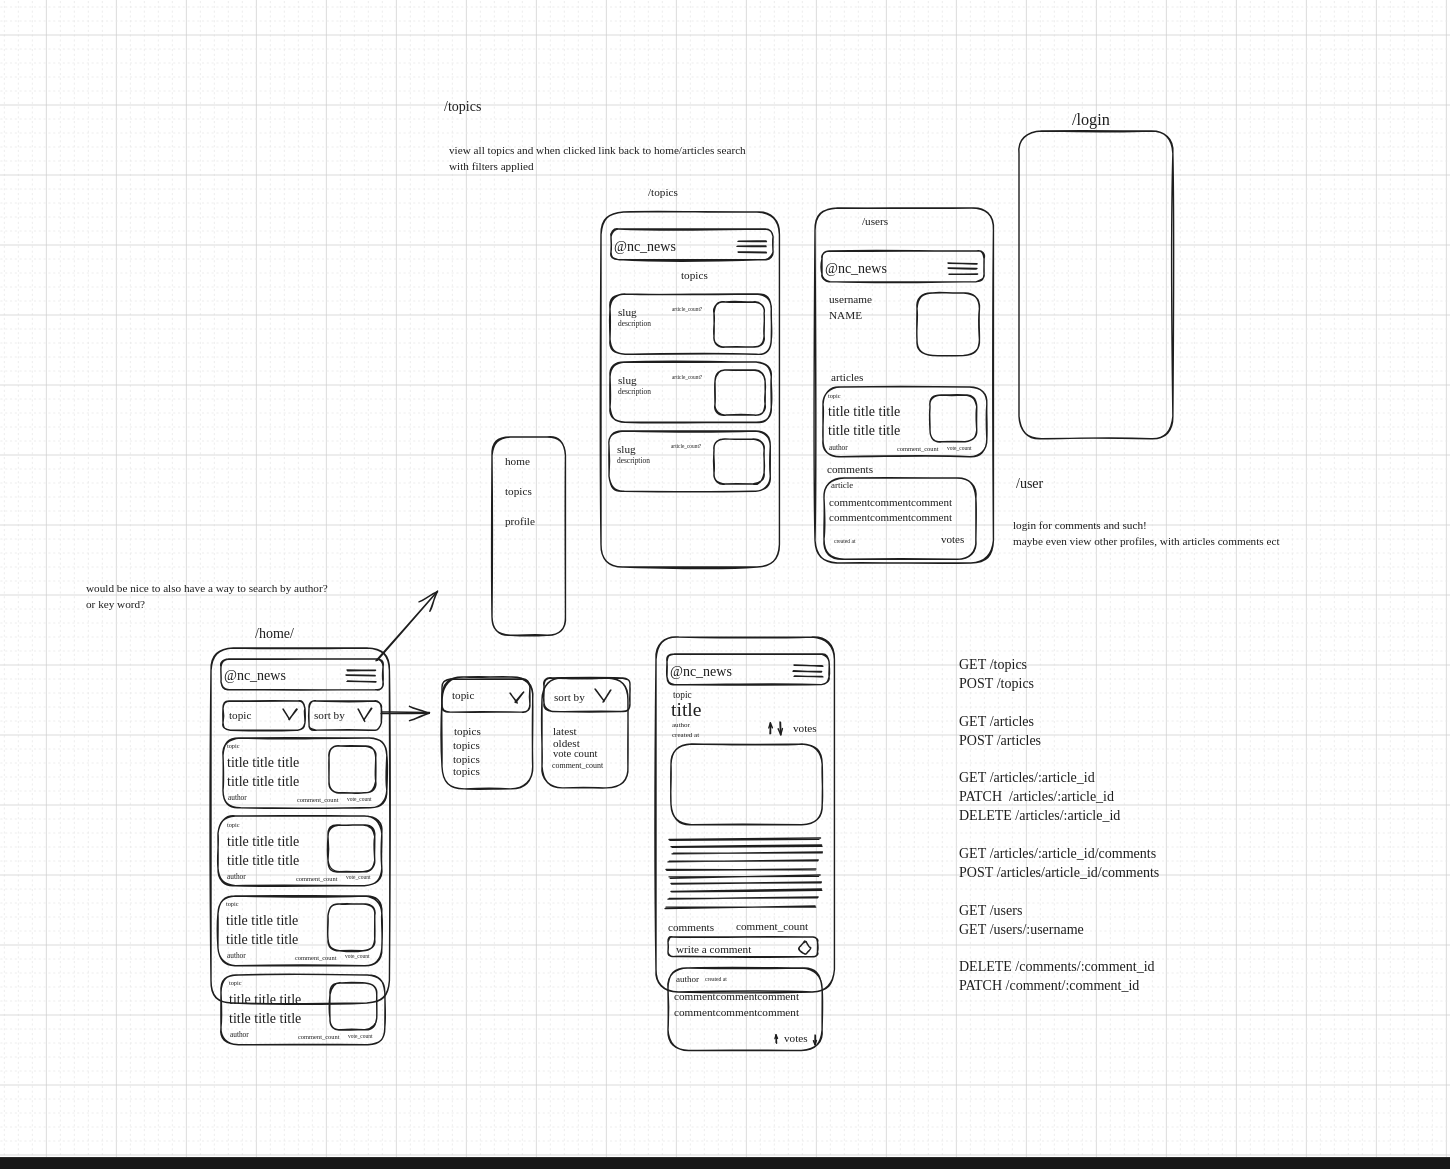 /topics
view all topics and when clicked link back to home/articles search
with filters applied
/topics
@nc_news
topics
slug
article_count?
description
slug
article_count?
description
slug
article_count?
description
/users
@nc_news
username
NAME
articles
topic
title title title
title title title
author
comment_count
vote_count
comments
article
commentcommentcomment
commentcommentcomment
created at
votes
/login
/user
login for comments and such!
maybe even view other profiles, with articles comments ect
home
topics
profile
would be nice to also have a way to search by author?
or key word?
/home/
@nc_news
topic
sort by
topic
title title title
title title title
author
comment_count
vote_count
topic
title title title
title title title
author
comment_count
vote_count
topic
title title title
title title title
author
comment_count
vote_count
topic
title title title
title title title
author
comment_count
vote_count
topic
topics
topics
topics
topics
sort by
latest
oldest
vote count
comment_count
@nc_news
topic
title
author
created at
votes
comments
comment_count
write a comment
author
created at
commentcommentcomment
commentcommentcomment
votes
GET /topics
POST /topics
GET /articles
POST /articles
GET /articles/:article_id
PATCH  /articles/:article_id
DELETE /articles/:article_id
GET /articles/:article_id/comments
POST /articles/article_id/comments
GET /users
GET /users/:username
DELETE /comments/:comment_id
PATCH /comment/:comment_id